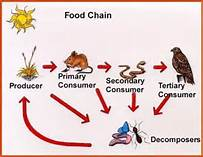 Food Chain
Producer
Primary
Consumer
Secondary
Consumer
Tertiary
Consumer
Decomposers